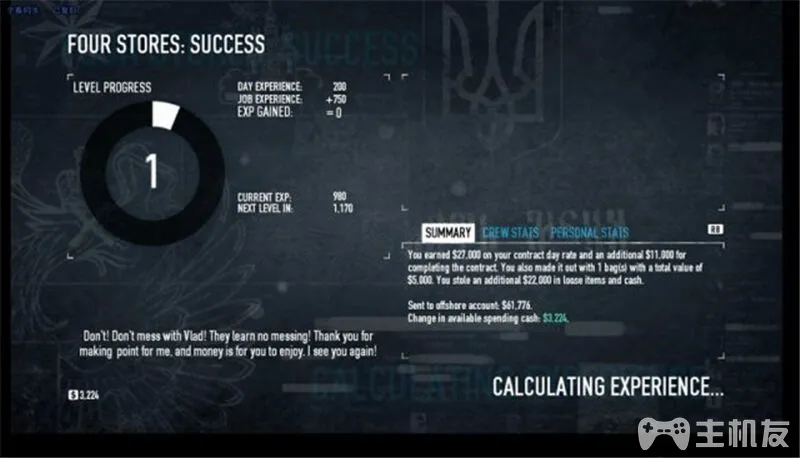 FOUR STORES: SUCCESS
LEVEL PROGRESS
1
DAY EXPERIENCE: 200
JOB EXPERIENCE: +750
EXP GAINED: = 0
CURRENT EXP: 980
NEXT LEVEL IN: 1,170
SUMMARY CREW STATS PERSONAL STATS RB
You earned $27,000 on your contract day rate and an additional $11,000 for
completing the contract. You also made it out with 1 bag(s) with a total value of
$5,000. You stole an additional $22,000 in loose items and cash.
Sent to offshore account: $61,776.
Change in available spending cash: $3,224.
Don't! Don't mess with Vlad! They learn no messing! Thank you for
making point for me, and money is for you to enjoy. I see you again!
$ 3,224
CALCULATING EXPERIENCE...
主机友